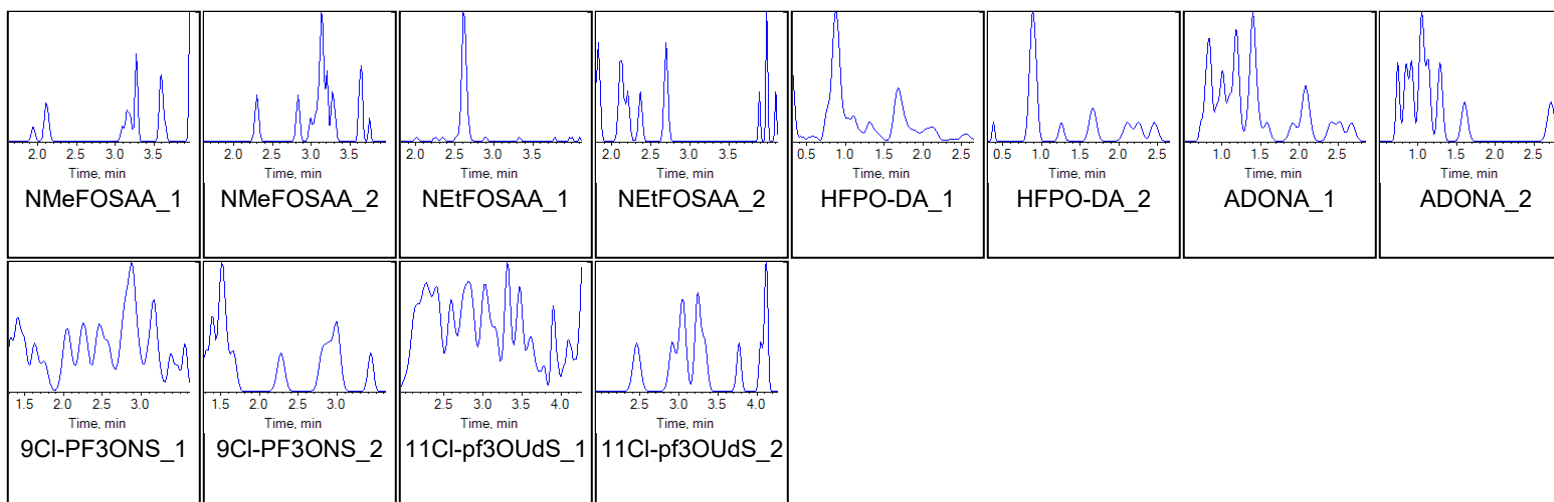 2.0 2.5 3.0 3.5
Time, min
NMeFOSAA_1
2.0 2.5 3.0 3.5
Time, min
NMeFOSAA_2
2.0 2.5 3.0 3.5
Time, min
NEtFOSAA_1
2.0 2.5 3.0 3.5
Time, min
NEtFOSAA_2
0.5 1.0 1.5 2.0 2.5
Time, min
HFPO-DA_1
0.5 1.0 1.5 2.0 2.5
Time, min
HFPO-DA_2
1.0 1.5 2.0 2.5
Time, min
ADONA_1
1.0 1.5 2.0 2.5
Time, min
ADONA_2
1.5 2.0 2.5 3.0
Time, min
9Cl-PF3ONS_1
1.5 2.0 2.5 3.0
Time, min
9Cl-PF3ONS_2
2.5 3.0 3.5 4.0
Time, min
11Cl-pf3OUdS_1
2.5 3.0 3.5 4.0
Time, min
11Cl-pf3OUdS_2